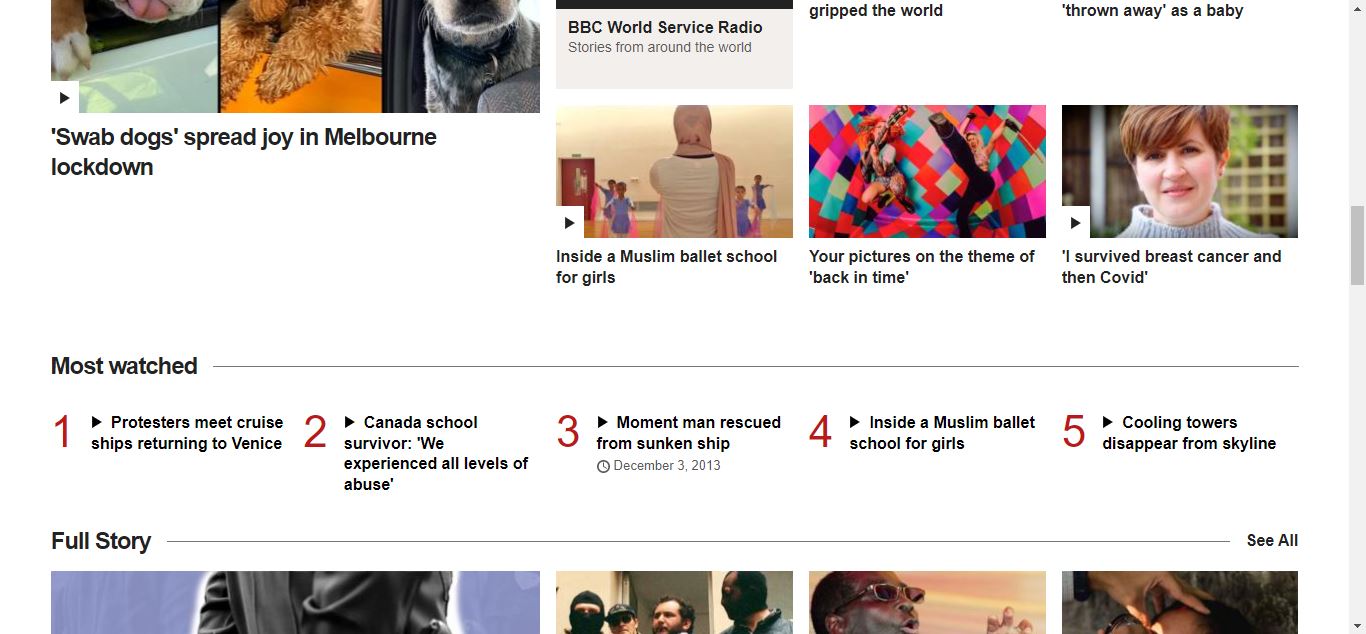 'Swab dogs' spread joy in Melbourne
lockdown
BBC World Service Radio
Stories from around the world
gripped the world
'thrown away' as a baby
Inside a Muslim ballet school
for girls
Your pictures on the theme of
'back in time'
'I survived breast cancer and
then Covid'
Most watched
1
Protesters meet cruise
ships returning to Venice
2
Canada school
survivor: 'We
experienced all levels of
abuse'
3
Moment man rescued
from sunken ship
December 3, 2013
4
Inside a Muslim ballet
school for girls
5
Cooling towers
disappear from skyline
Full Story
See All